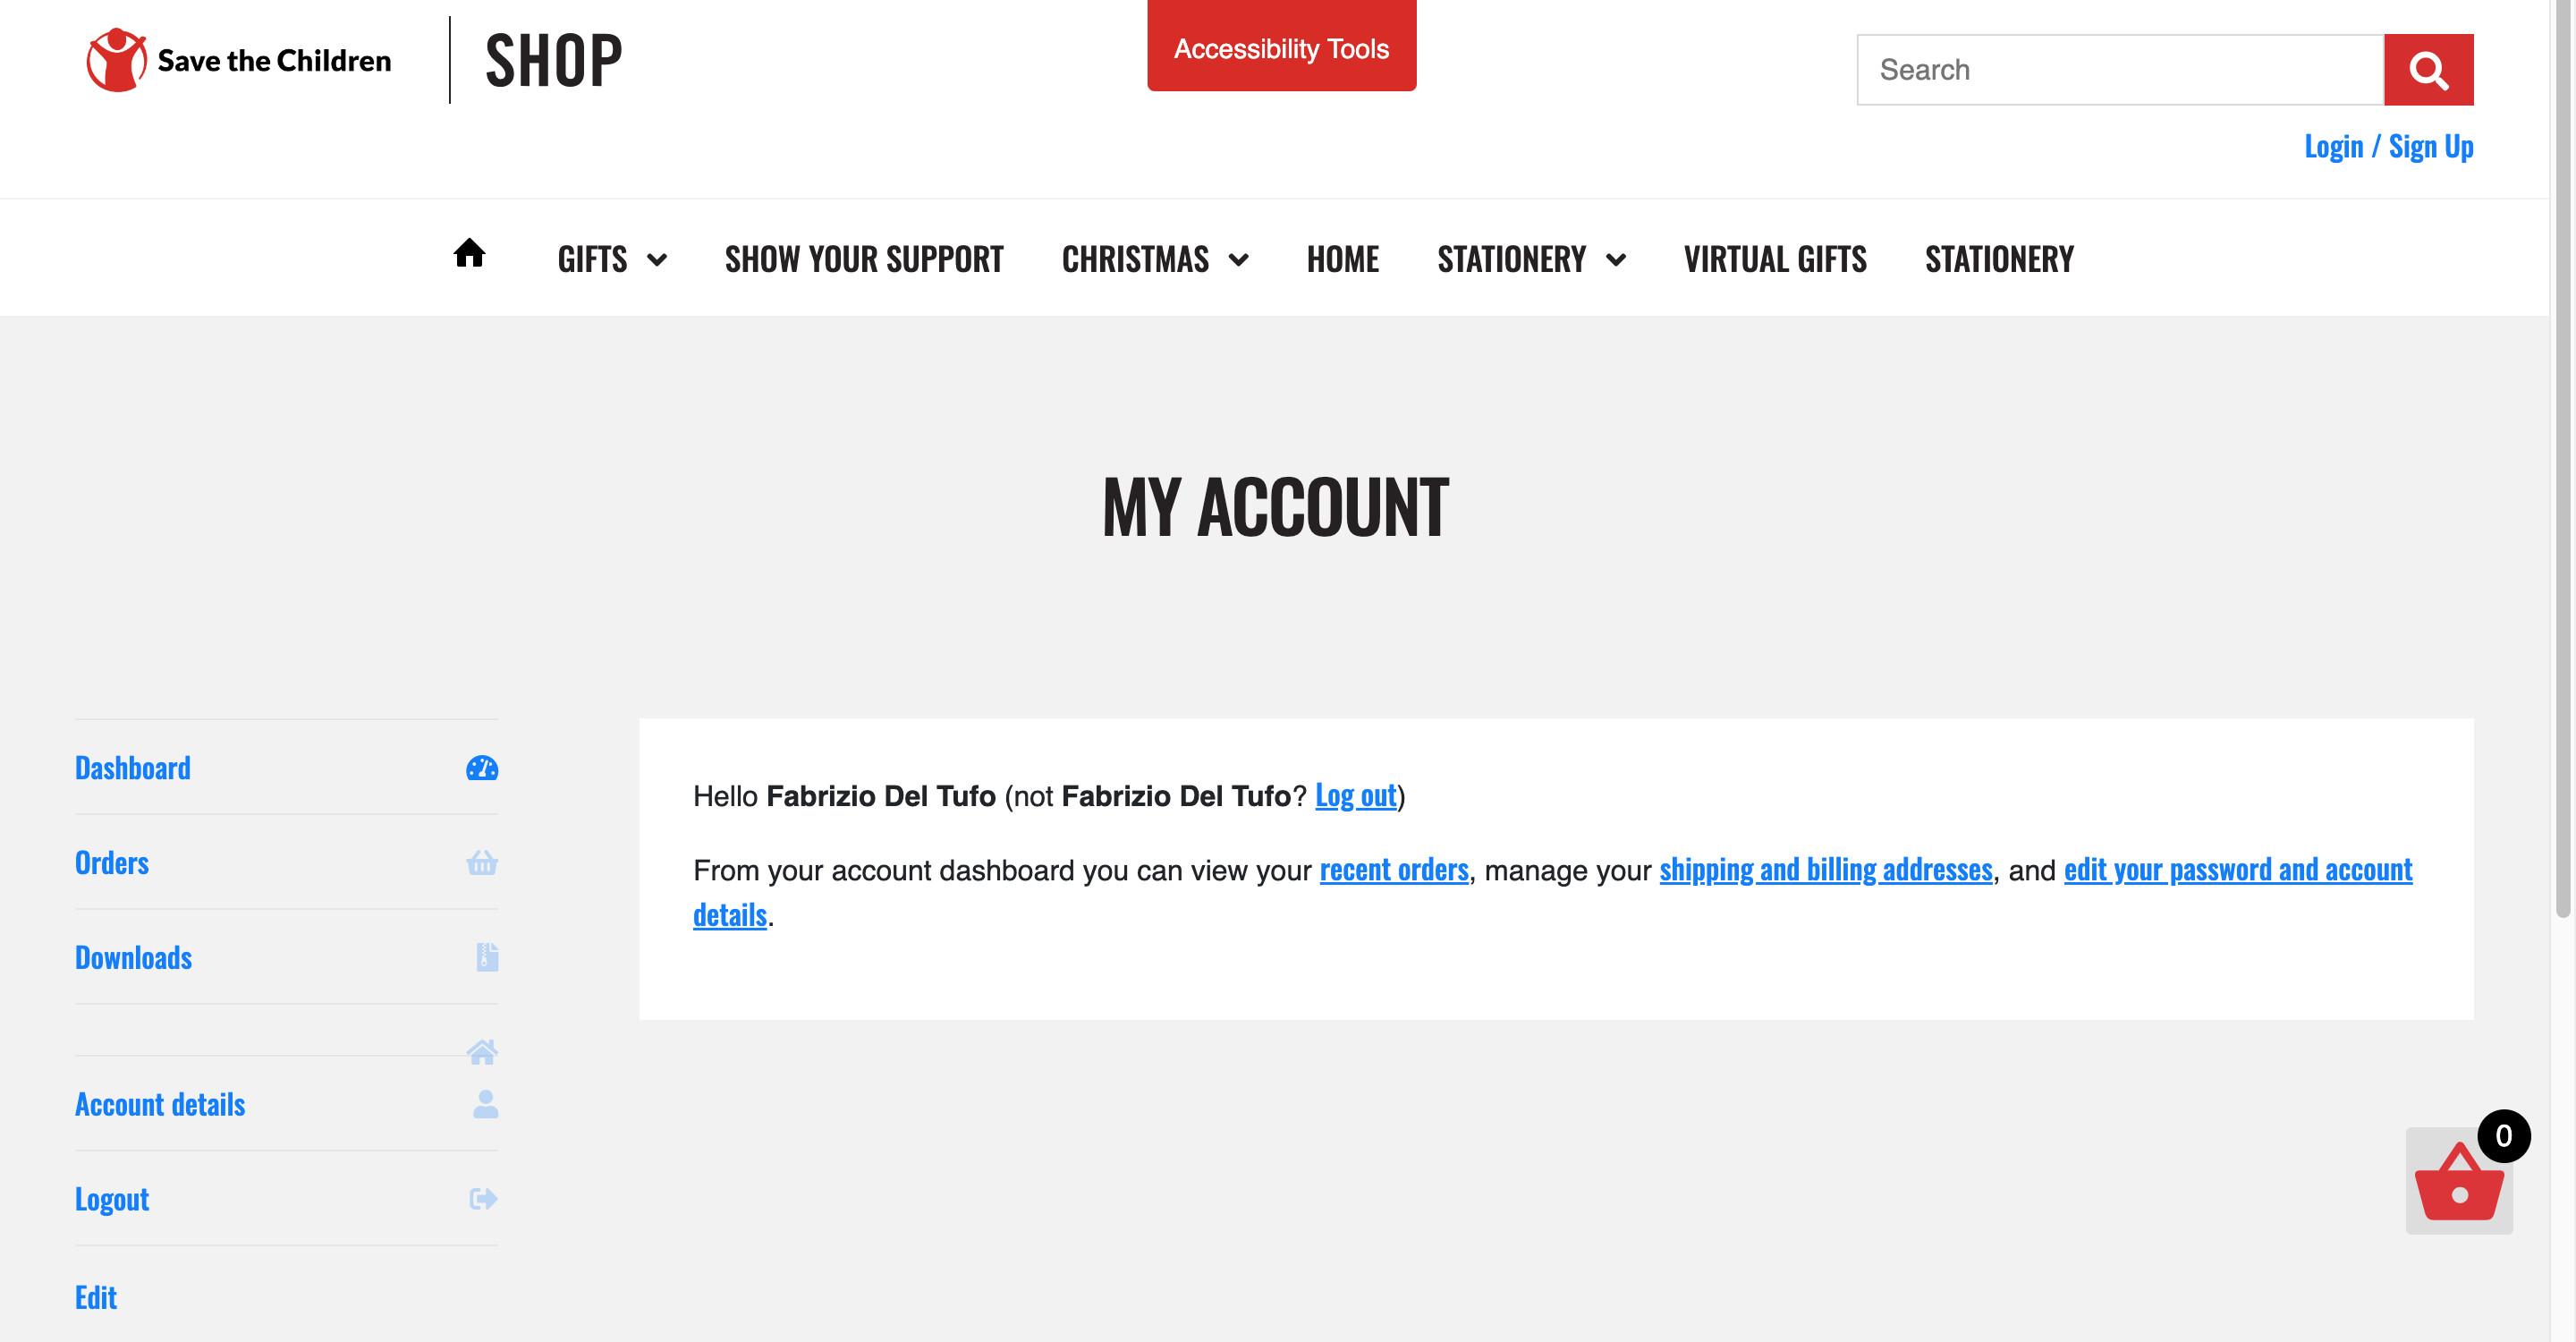 Save the Children
SHOP
Accessibility Tools
Search
Login / Sign Up
GIFTS SHOW YOUR SUPPORT CHRISTMAS HOME STATIONERY VIRTUAL GIFTS STATIONERY
MY ACCOUNT
Dashboard
Orders
Downloads
Account details
Logout
Edit
Hello Fabrizio Del Tufo (not Fabrizio Del Tufo? Log out)
From your account dashboard you can view your recent orders, manage your shipping and billing addresses, and edit your password and account
details.
0